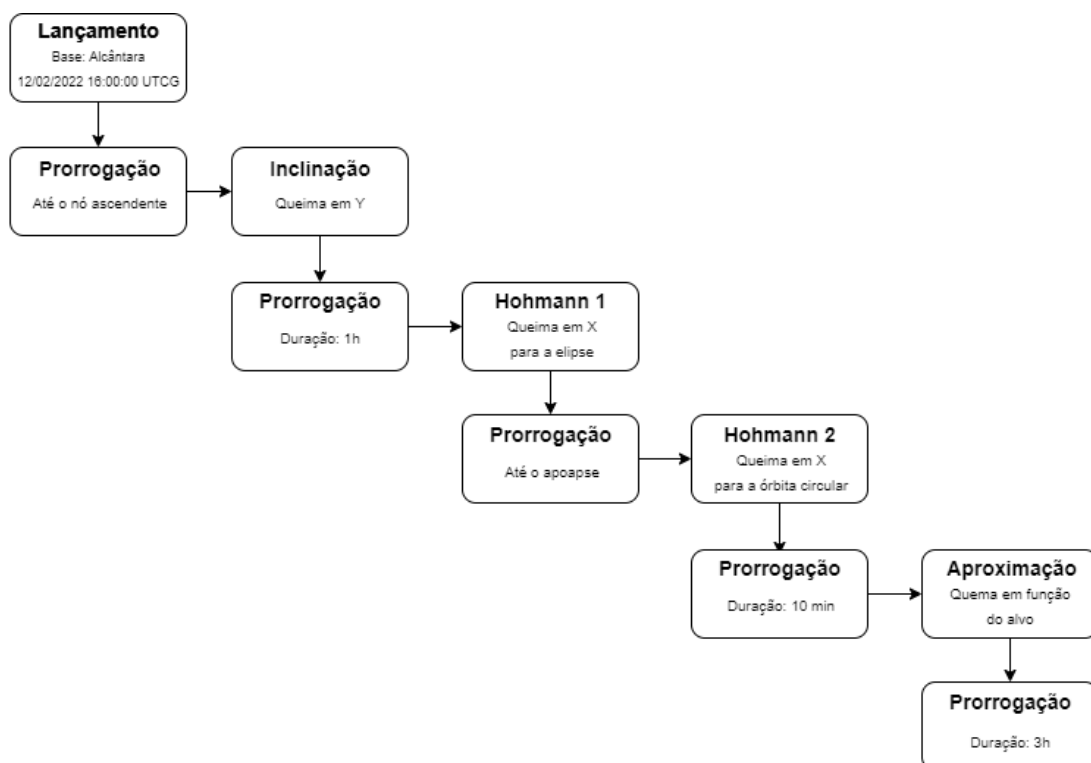 Lançamento
Base: Alcântara
12/02/2022 16:00:00 UTCG
Prorrogação
Até o nó ascendente
Inclinação
Queima em Y
Prorrogação
Duração: 1h
Hohmann 1
Queima em X
para a elipse
Prorrogação
Até o apoapse
Hohmann 2
Queima em X
para a órbita circular
Prorrogação
Duração: 10 min
Aproximação
Quema em função
do alvo
Prorrogação
Duração: 3h